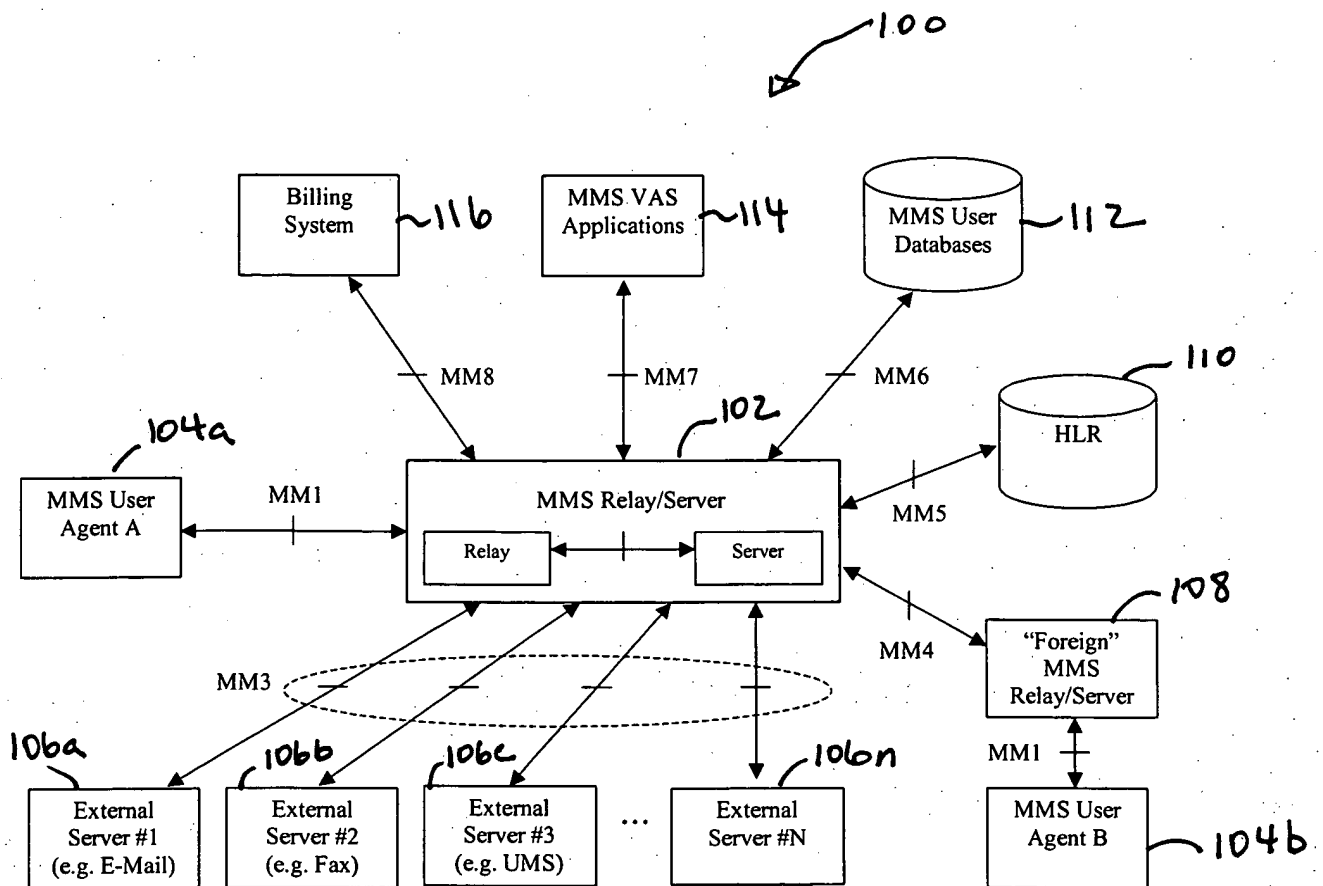 100
Billing
System
116
MMS VAS
Applications
114
MMS User
Databases
112
MM8
MM7
MM6
110
HLR
104a
102
MMS User
Agent A
MM1
MMS Relay/Server
Relay
Server
MM5
108
MM4
"Foreign"
MMS
Relay/Server
MM3
MM1
106a
106b
106c
106n
External
Server #1
(e.g. E-Mail)
External
Server #2
(e.g. Fax)
External
Server #3
(e.g. UMS)
...
External
Server #N
MMS User
Agent B
104b